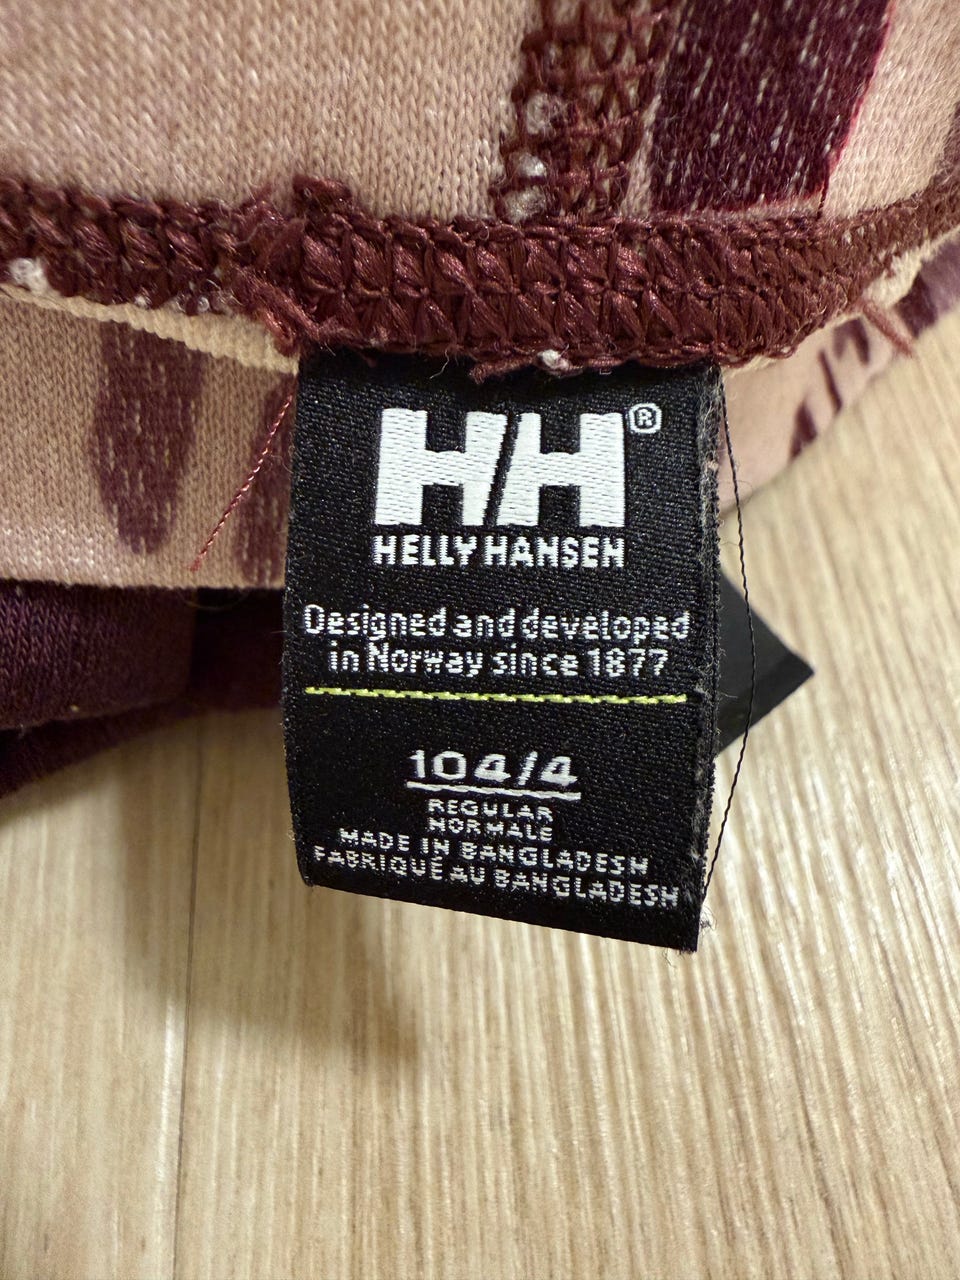 HH®
HELLY HANSEN
Designed and developed
in Norway since 1877
104/4
REGULAR
NORMALE
MADE IN BANGLADESH
FABRIQUÉ AU BANGLADESH